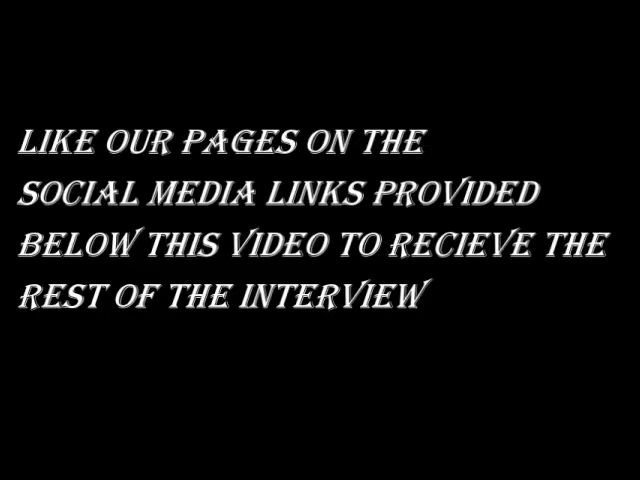 LIKE OUR PAGES ON THE
SOCIAL MEDIA LINKS PROVIDED
BELOW THIS VIDEO TO RECIEVE THE
REST OF THE INTERVIEW